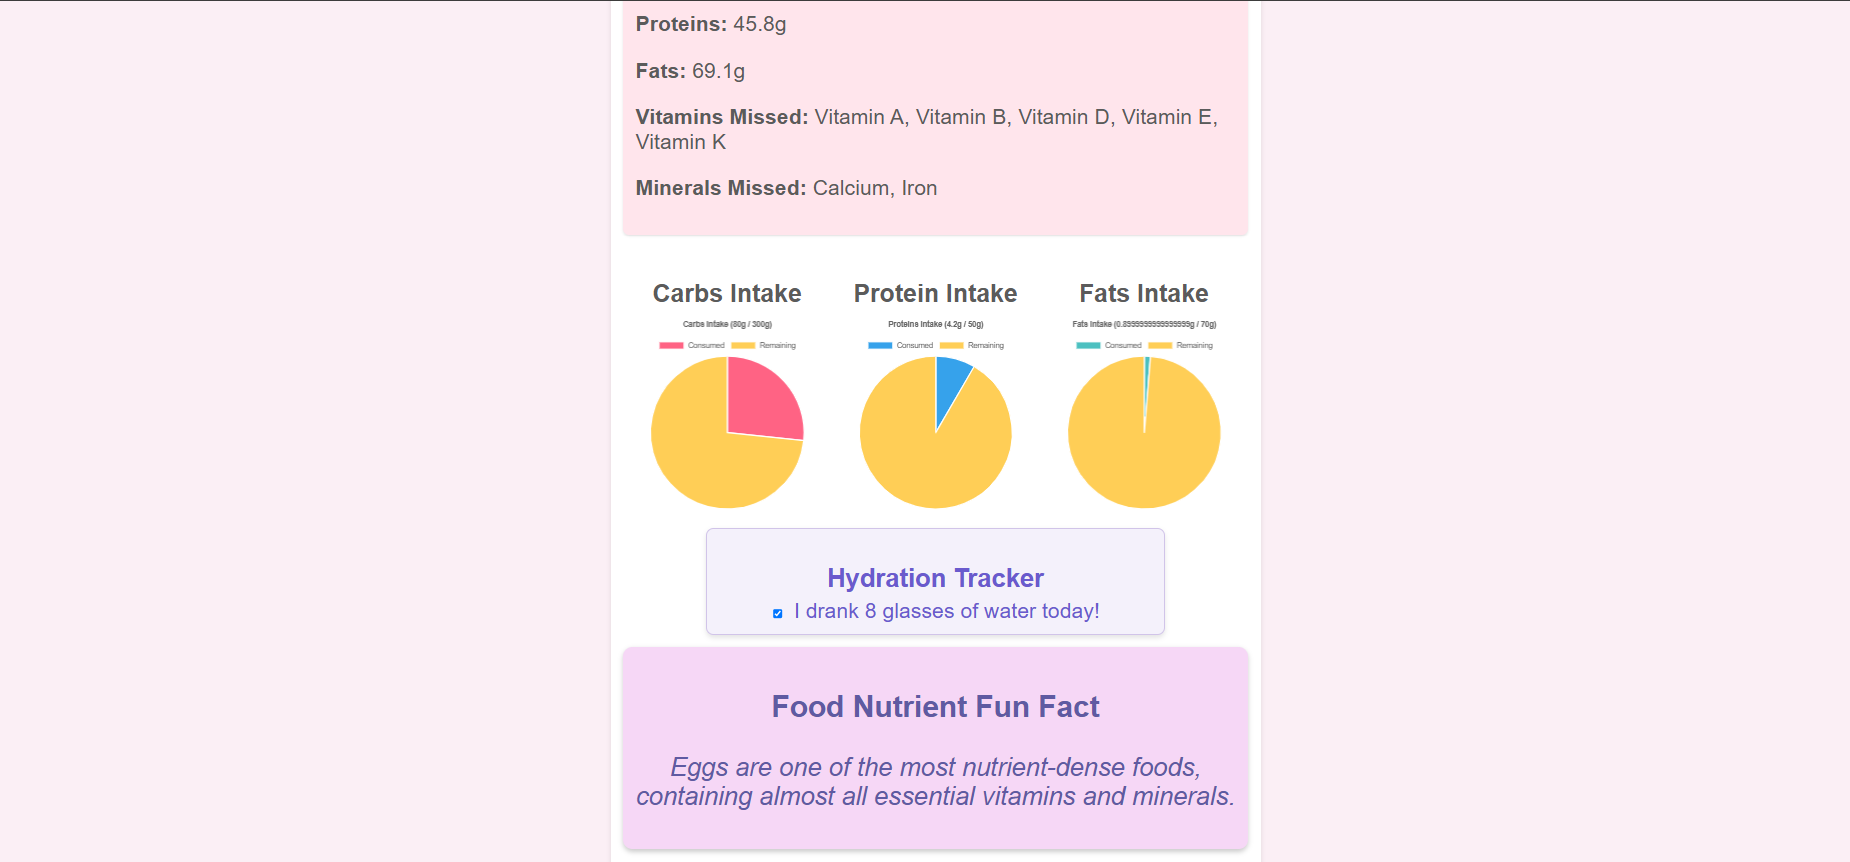 Proteins: 45.8g
Fats: 69.1g
Vitamins Missed: Vitamin A, Vitamin B, Vitamin D, Vitamin E,
Vitamin K
Minerals Missed: Calcium, Iron
Carbs Intake
Protein Intake
Fats Intake
Carbs Intake (80g / 300g)
Proteins Intake (4.2g / 50g)
Fats Intake (0.8999999999999999g / 70g)
Consumed Remaining
Consumed Remaining
Consumed Remaining
Hydration Tracker
I drank 8 glasses of water today!
Food Nutrient Fun Fact
Eggs are one of the most nutrient-dense foods,
containing almost all essential vitamins and minerals.